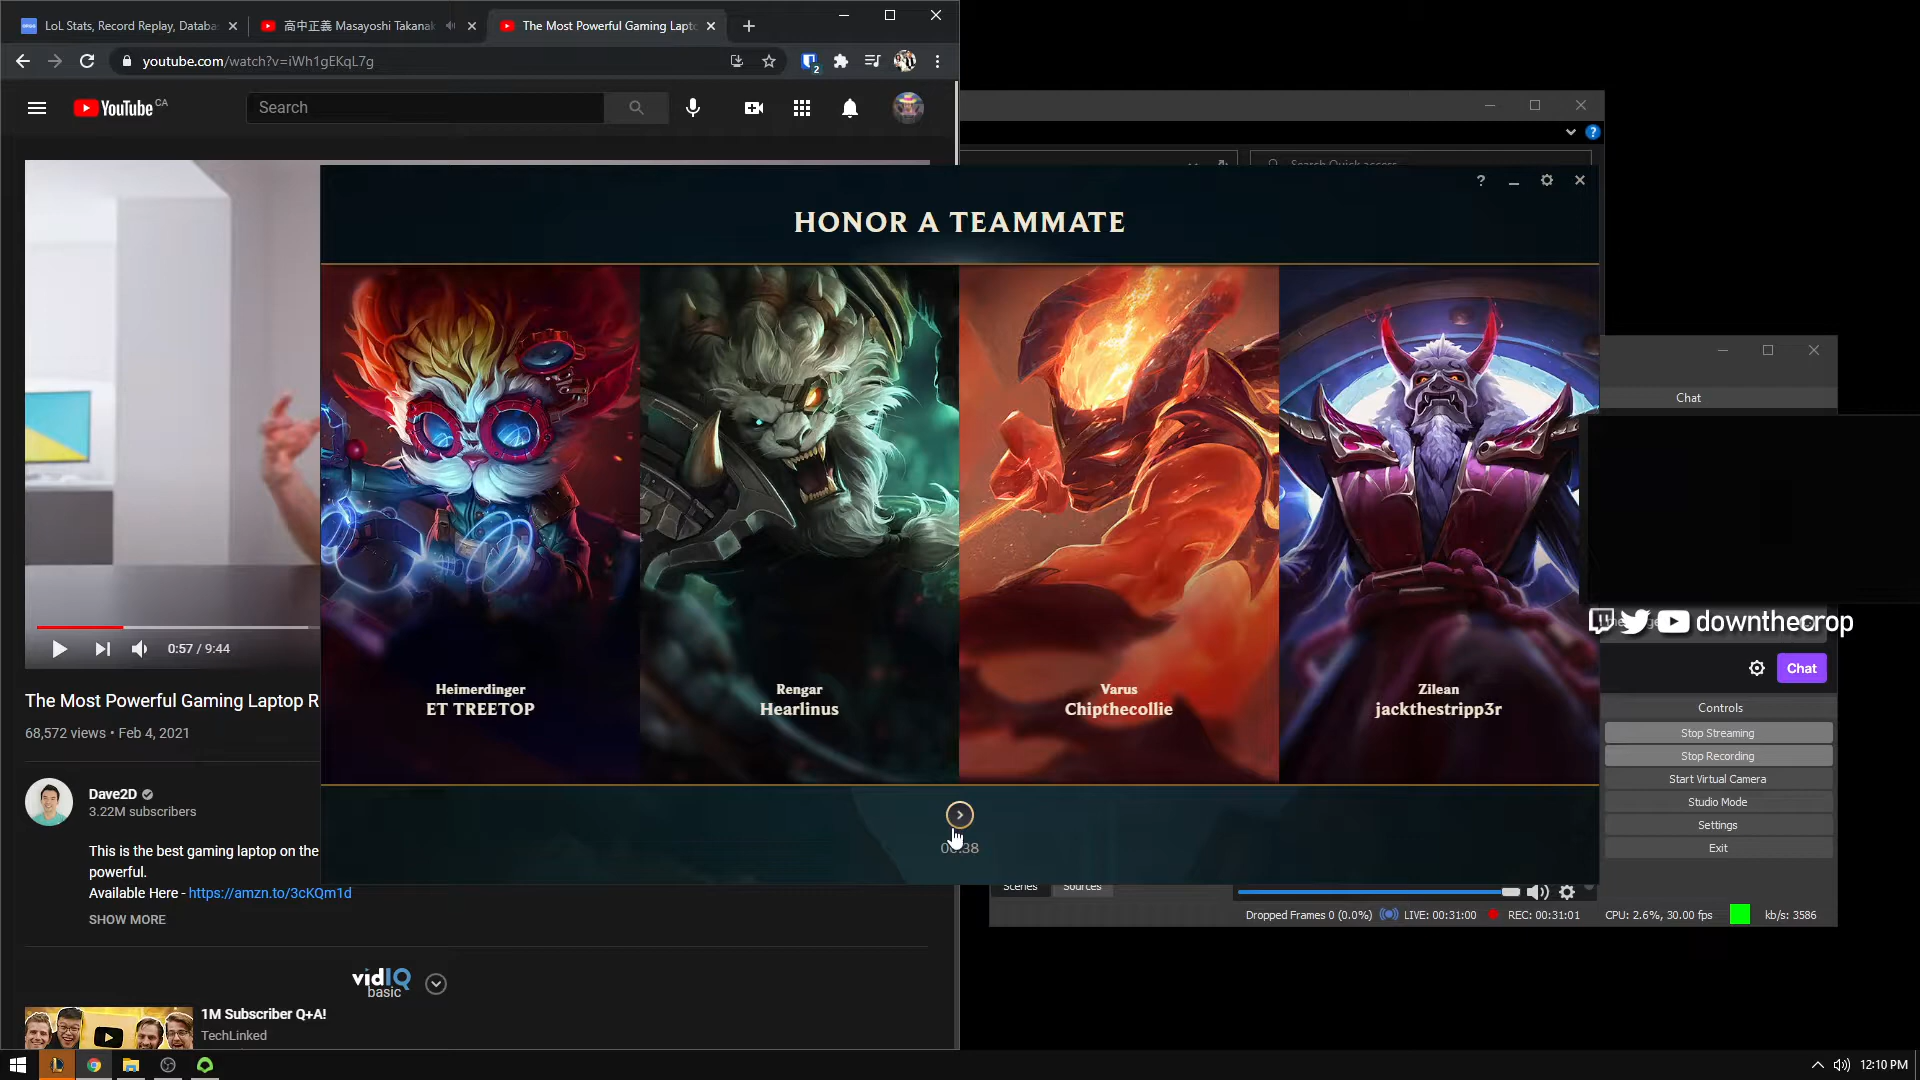 LoL Stats, Record Replay, Databa
高中正義 Masayoshi Takanak
The Most Powerful Gaming Lapto
youtube.com/watch?v=iWh1gEKqL7g
2
YouTube CA
Search
Search Quick access
?
?
HONOR A TEAMMATE
Heimerdinger
ET TREETOP
Rengar
Hearlinus
Varus
Chipthecollie
Zilean
jackthestripp3r
00:38
0:57 / 9:44
The Most Powerful Gaming Laptop R
68,572 views • Feb 4, 2021
Dave2D
3.22M subscribers
This is the best gaming laptop on the
powerful.
Available Here - https://amzn.to/3cKQm1d
SHOW MORE
vidIQ
basic
1M Subscriber Q+A!
TechLinked
Chat
downthecrop
Chat
Controls
Stop Streaming
Stop Recording
Start Virtual Camera
Studio Mode
Settings
Exit
Scenes
Sources
Dropped Frames 0 (0.0%)
LIVE: 00:31:00
REC: 00:31:01
CPU: 2.6%, 30.00 fps
kb/s: 3586
12:10 PM